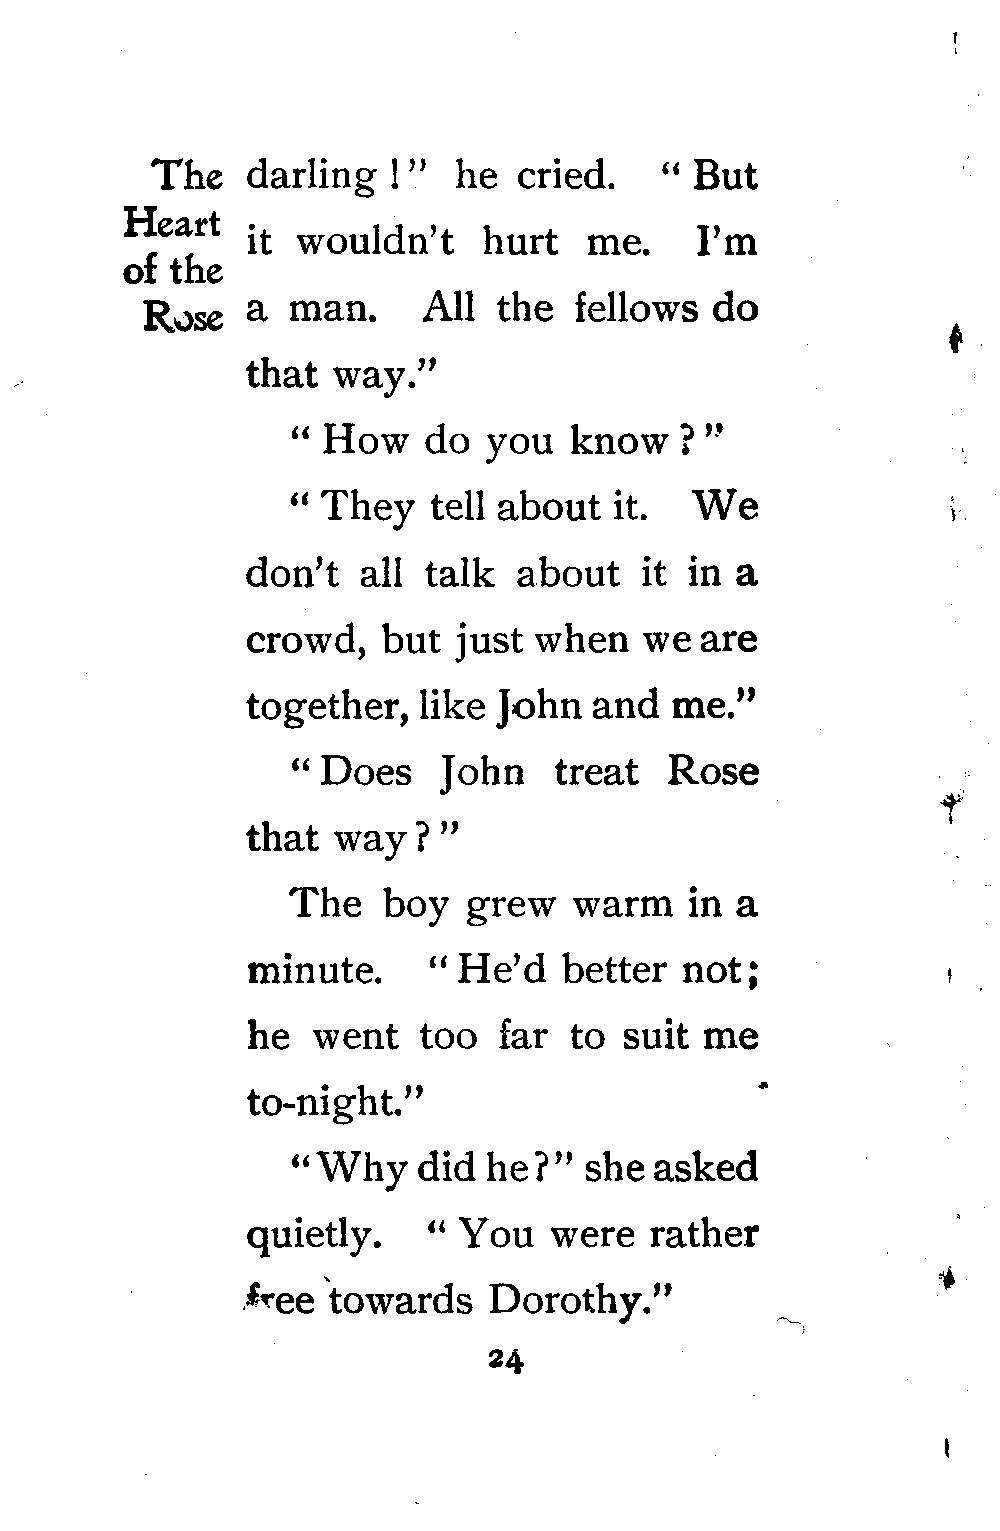 The
Heart
of the
Rose
darling!" he cried. "But
it wouldn't hurt me. I'm
a man. All the fellows do
that way."
"How do you know?"
"They tell about it. We
don't all talk about it in a
crowd, but just when we are
together, like John and me."
"Does John treat Rose
that way?"
The boy grew warm in a
minute. "He'd better not;
he went too far to suit me
to-night."
"Why did he?" she asked
quietly. "You were rather
free towards Dorothy."
24